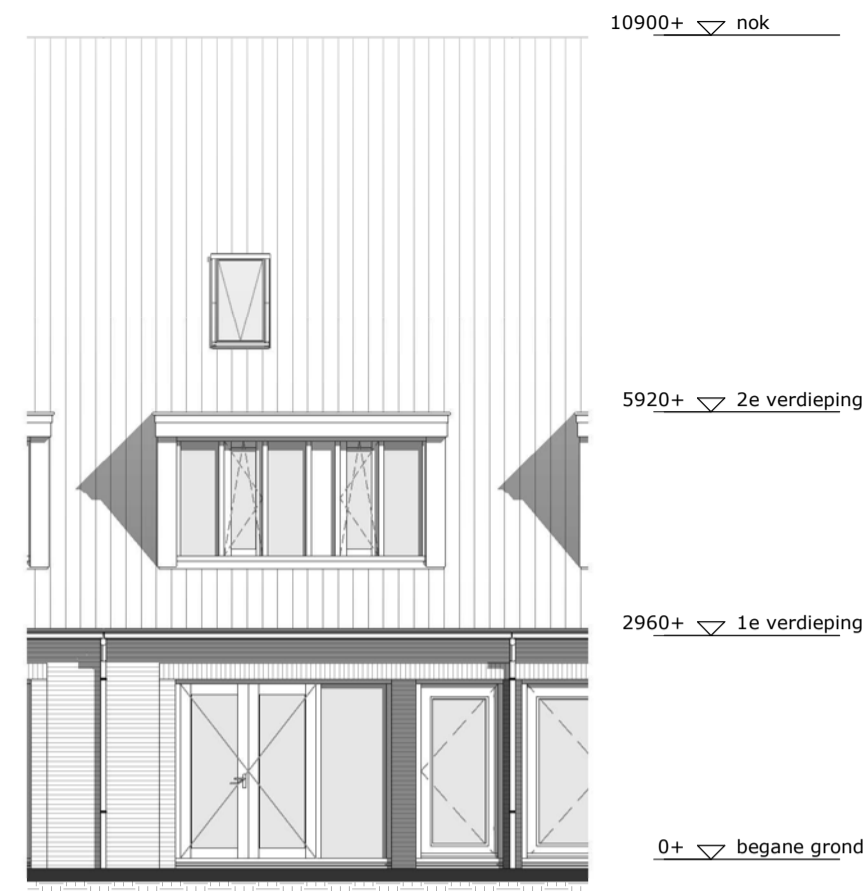 10900+ nok
5920+ 2e verdieping
2960+ 1e verdieping
0+ begane grond